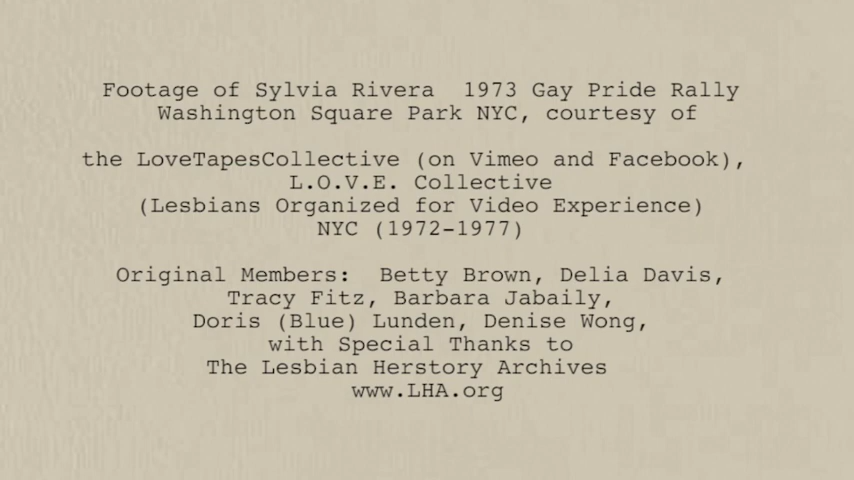 Footage of Sylvia Rivera  1973 Gay Pride Rally
Washington Square Park NYC, courtesy of
the LoveTapesCollective (on Vimeo and Facebook),
L.O.V.E. Collective
(Lesbians Organized for Video Experience)
NYC (1972-1977)
Original Members:  Betty Brown, Delia Davis,
Tracy Fitz, Barbara Jabaily,
Doris (Blue) Lunden, Denise Wong,
with Special Thanks to
The Lesbian Herstory Archives
www.LHA.org